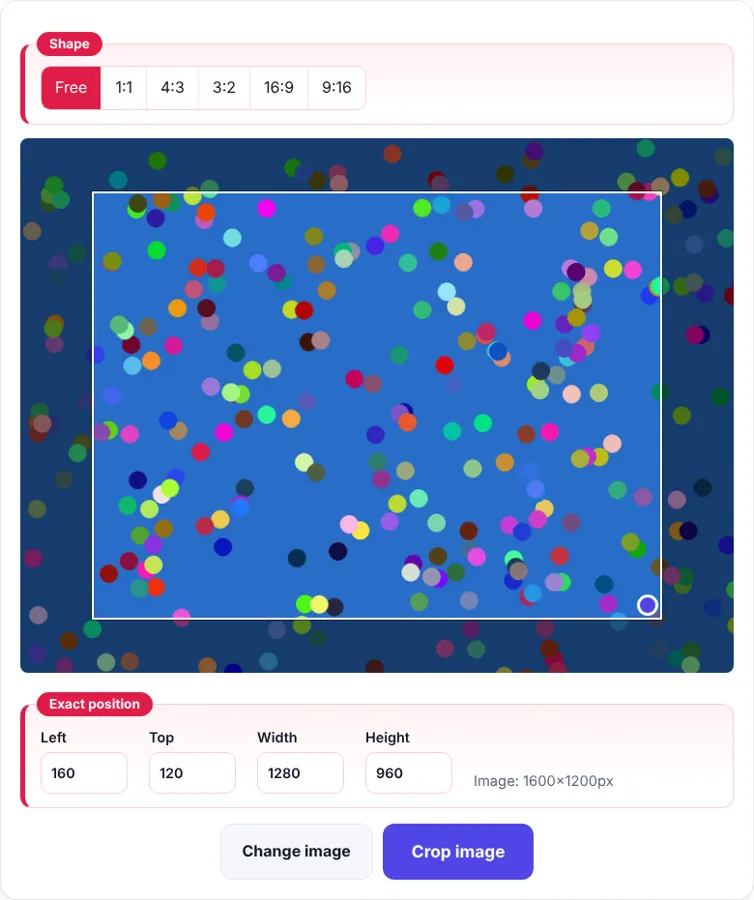 Shape
Free 1:1 4:3 3:2 16:9 9:16
Exact position
Left Top Width Height
160 120 1280 960 Image: 1600×1200px
Change image Crop image